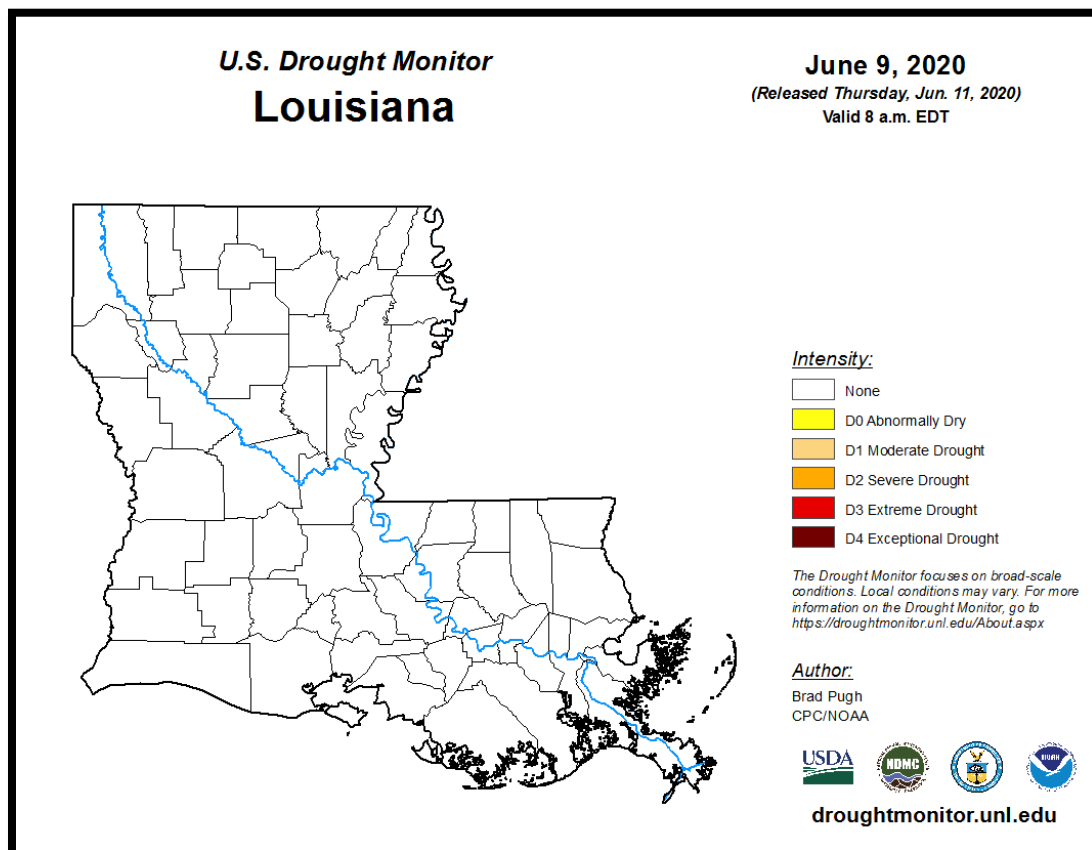 U.S. Drought Monitor
Louisiana
June 9, 2020
(Released Thursday, Jun. 11, 2020)
Valid 8 a.m. EDT
Intensity:
None
D0 Abnormally Dry
D1 Moderate Drought
D2 Severe Drought
D3 Extreme Drought
D4 Exceptional Drought
The Drought Monitor focuses on broad-scale
conditions. Local conditions may vary. For more
information on the Drought Monitor, go to
https://droughtmonitor.unl.edu/About.aspx
Author:
Brad Pugh
CPC/NOAA
USDA
NDMC
droughtmonitor.unl.edu